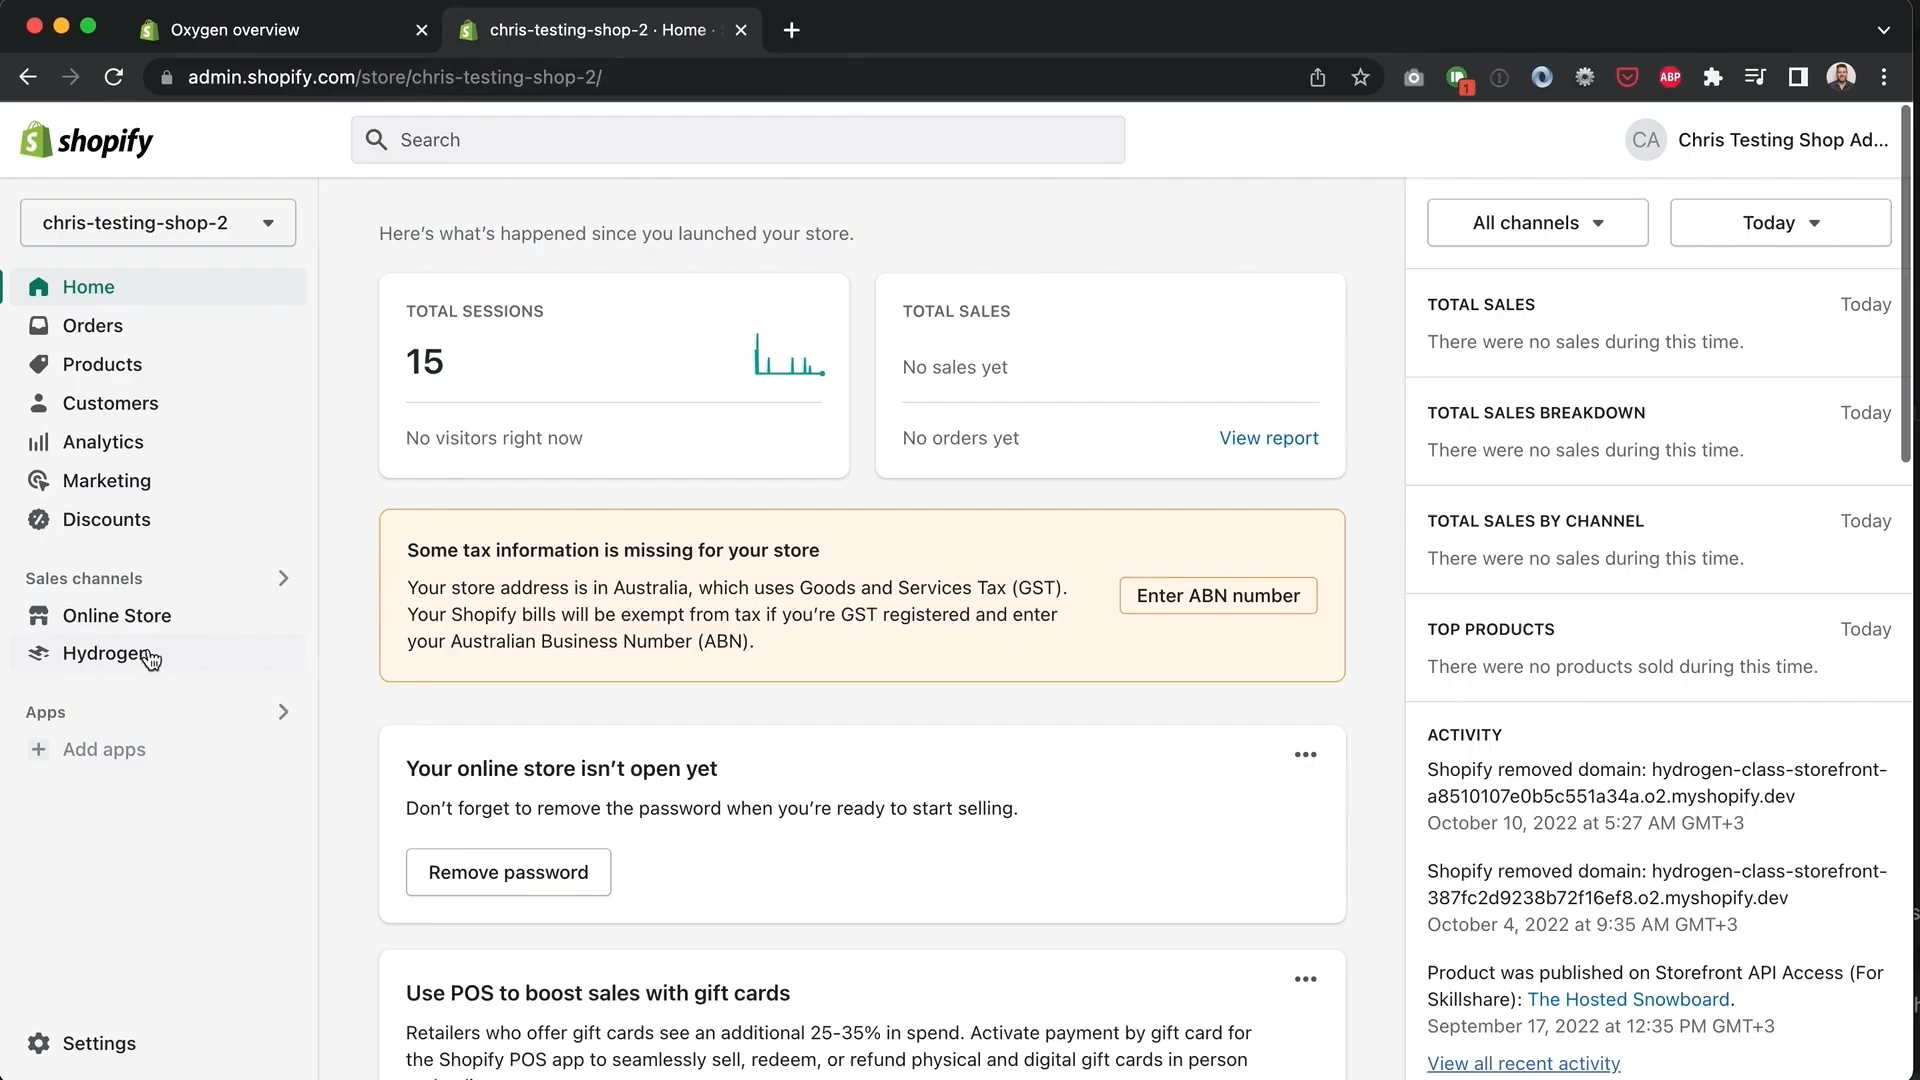 Oxygen overview
chris-testing-shop-2 · Home ·
admin.shopify.com/store/chris-testing-shop-2/
1
ABP
shopify
Search
CA
Chris Testing Shop Ad...
chris-testing-shop-2
Home
Orders
Products
Customers
Analytics
Marketing
Discounts
Sales channels
Online Store
Hydrogen
Apps
Add apps
Settings
Here's what's happened since you launched your store.
TOTAL SESSIONS
15
No visitors right now
TOTAL SALES
No sales yet
No orders yet
View report
Some tax information is missing for your store
Your store address is in Australia, which uses Goods and Services Tax (GST).
Your Shopify bills will be exempt from tax if you're GST registered and enter
your Australian Business Number (ABN).
Enter ABN number
Your online store isn't open yet
Don't forget to remove the password when you're ready to start selling.
Remove password
Use POS to boost sales with gift cards
Retailers who offer gift cards see an additional 25-35% in spend. Activate payment by gift card for
the Shopify POS app to seamlessly sell, redeem, or refund physical and digital gift cards in person
All channels
Today
TOTAL SALES
Today
There were no sales during this time.
TOTAL SALES BREAKDOWN
Today
There were no sales during this time.
TOTAL SALES BY CHANNEL
Today
There were no sales during this time.
TOP PRODUCTS
Today
There were no products sold during this time.
ACTIVITY
Shopify removed domain: hydrogen-class-storefront-
a8510107e0b5c551a34a.o2.myshopify.dev
October 10, 2022 at 5:27 AM GMT+3
Shopify removed domain: hydrogen-class-storefront-
387fc2d9238b72f16ef8.o2.myshopify.dev
October 4, 2022 at 9:35 AM GMT+3
Product was published on Storefront API Access (For
Skillshare): The Hosted Snowboard.
September 17, 2022 at 12:35 PM GMT+3
View all recent activity